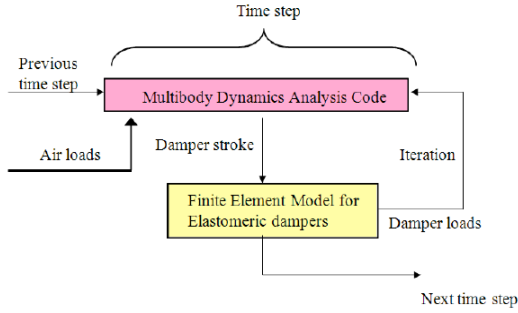 Time step
Previous
time step
Multibody Dynamics Analysis Code
Air loads
Damper stroke
Iteration
Finite Element Model for
Elastomeric dampers
Damper loads
Next time step